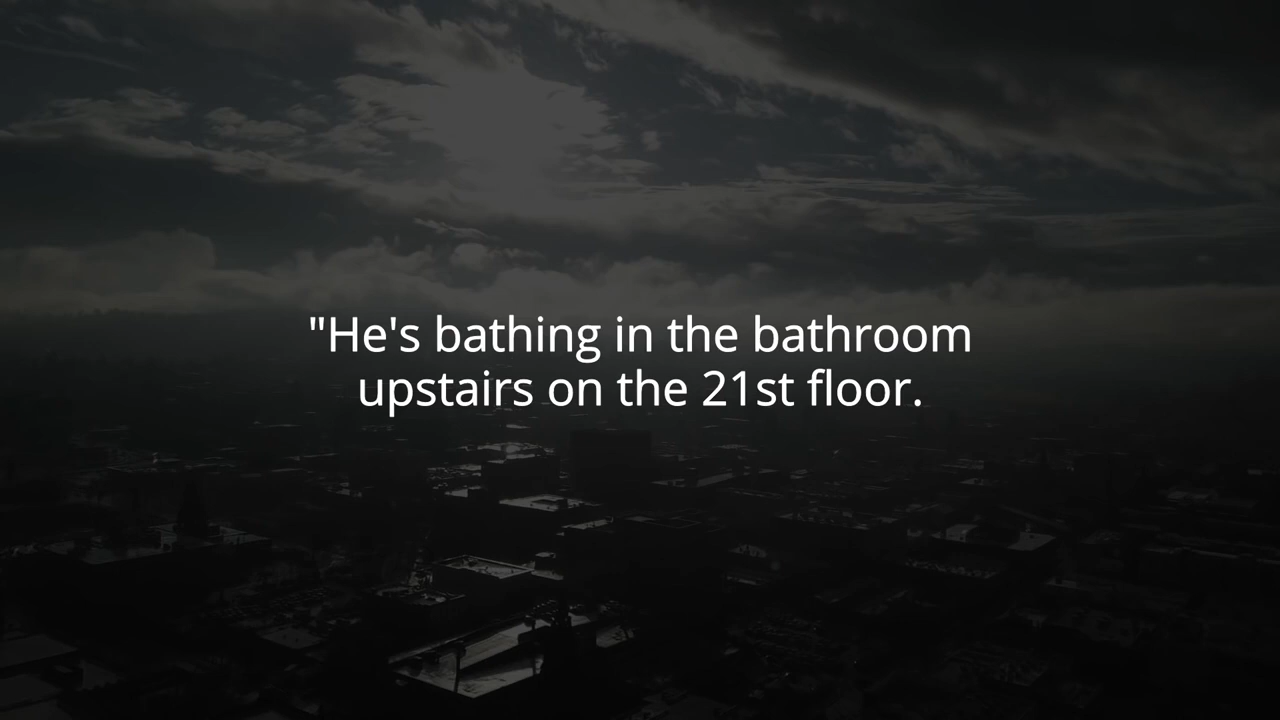 "He's bathing in the bathroom
upstairs on the 21st floor.